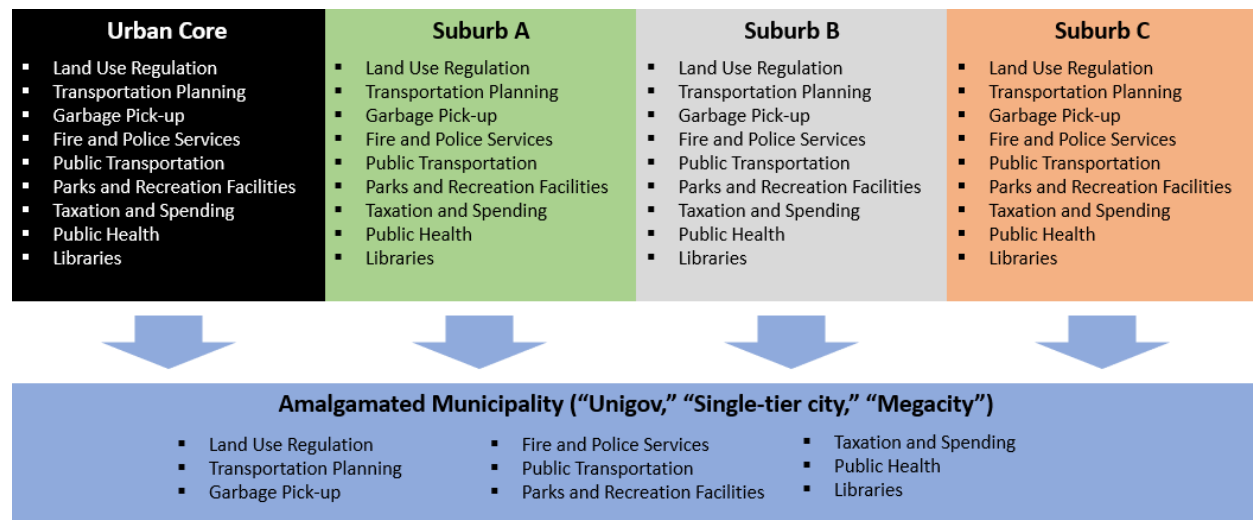 Urban Core
▪ Land Use Regulation
▪ Transportation Planning
▪ Garbage Pick-up
▪ Fire and Police Services
▪ Public Transportation
▪ Parks and Recreation Facilities
▪ Taxation and Spending
▪ Public Health
▪ Libraries
Suburb A
▪ Land Use Regulation
▪ Transportation Planning
▪ Garbage Pick-up
▪ Fire and Police Services
▪ Public Transportation
▪ Parks and Recreation Facilities
▪ Taxation and Spending
▪ Public Health
▪ Libraries
Suburb B
▪ Land Use Regulation
▪ Transportation Planning
▪ Garbage Pick-up
▪ Fire and Police Services
▪ Public Transportation
▪ Parks and Recreation Facilities
▪ Taxation and Spending
▪ Public Health
▪ Libraries
Suburb C
▪ Land Use Regulation
▪ Transportation Planning
▪ Garbage Pick-up
▪ Fire and Police Services
▪ Public Transportation
▪ Parks and Recreation Facilities
▪ Taxation and Spending
▪ Public Health
▪ Libraries
Amalgamated Municipality (“Unigov,” “Single-tier city,” “Megacity”)
▪ Land Use Regulation
▪ Transportation Planning
▪ Garbage Pick-up
▪ Fire and Police Services
▪ Public Transportation
▪ Parks and Recreation Facilities
▪ Taxation and Spending
▪ Public Health
▪ Libraries